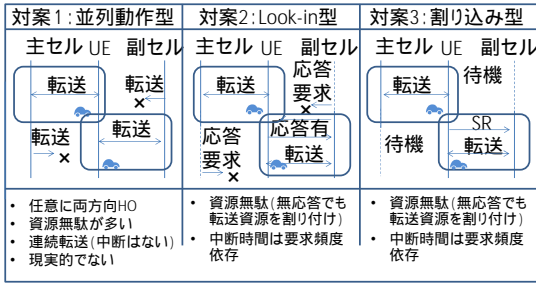 対案1:並列動作型
主セル UE 副セル
転送
転送
×
転送
×
転送
• 任意に両方向HO
• 資源無駄が多い
• 連続転送(中断はない)
• 現実的でない
対案2:Look-in型
主セル UE 副セル
転送
応答
要求
×
応答
要求
×
応答有
転送
• 資源無駄(無応答でも
転送資源を割り付け)
• 中断時間は要求頻度
依存
対案3:割り込み型
主セル UE 副セル
転送
待機
待機
SR
転送
• 資源無駄(無応答でも
転送資源を割り付け)
• 中断時間は要求頻度
依存